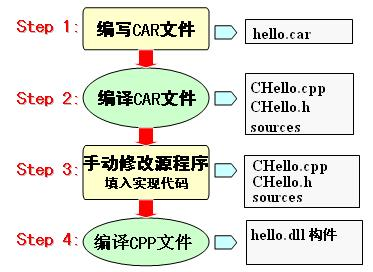 Step 1:
编写CAR文件
hello.car
Step 2:
编译CAR文件
CHello.cpp
CHello.h
sources
Step 3:
手动修改源程序
填入实现代码
CHello.cpp
CHello.h
sources
Step 4:
编译CPP文件
hello.dll 构件